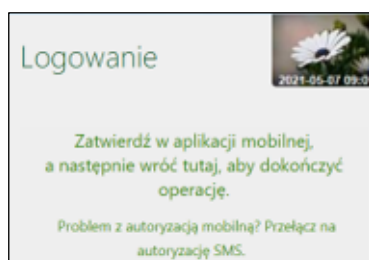 Logowanie
2021-05-07 09:0
Zatwierdź w aplikacji mobilnej,
a następnie wróć tutaj, aby dokończyć
operację.
Problem z autoryzacją mobilną? Przełącz na
autoryzację SMS.